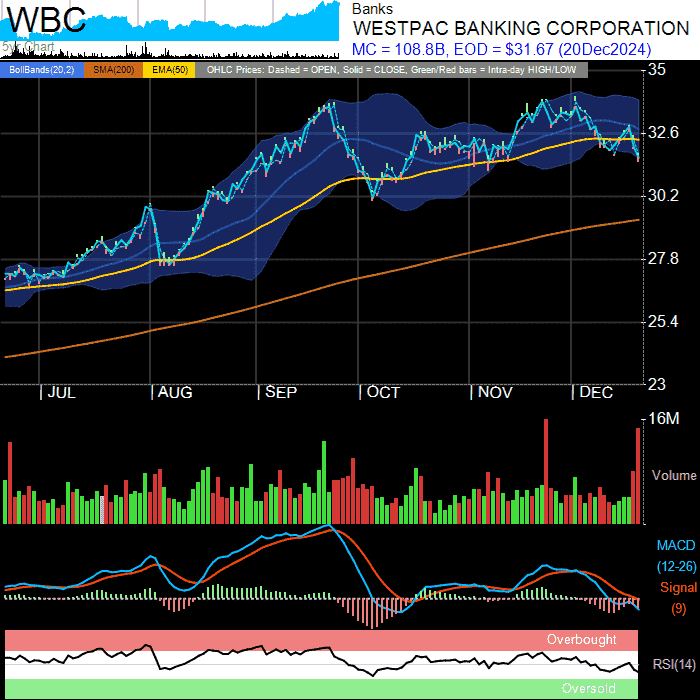 WBC
5yr Chart
Banks
WESTPAC BANKING CORPORATION
MC = 108.8B, EOD = $31.67 (20Dec2024)
BollBands(20,2) SMA(200) EMA(50) OHLC Prices: Dashed = OPEN, Solid = CLOSE, Green/Red bars = Intra-day HIGH/LOW
35
32.6
30.2
27.8
25.4
23
JUL AUG SEP OCT NOV DEC
16M
Volume
MACD
(12-26)
Signal
(9)
Overbought
RSI(14)
Oversold